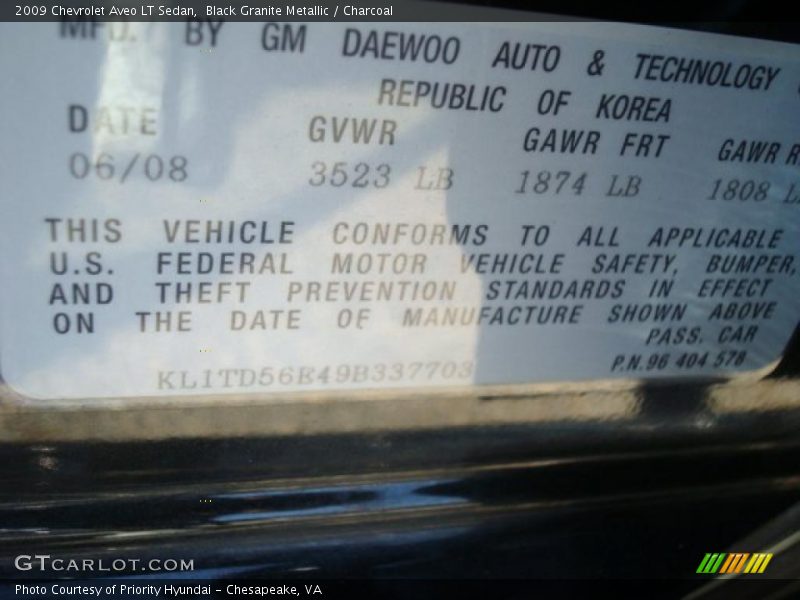 2009 Chevrolet Aveo LT Sedan, Black Granite Metallic / Charcoal
MFD. BY GM DAEWOO AUTO & TECHNOLOGY
REPUBLIC OF KOREA
DATE GVWR GAWR FRT GAWR R
06/08 3523 LB 1874 LB 1808 L
THIS VEHICLE CONFORMS TO ALL APPLICABLE
U.S. FEDERAL MOTOR VEHICLE SAFETY, BUMPER,
AND THEFT PREVENTION STANDARDS IN EFFECT
ON THE DATE OF MANUFACTURE SHOWN ABOVE
PASS. CAR
P.N.96 404 578
KL1TD56E49B337703
GTCARLOT.COM
Photo Courtesy of Priority Hyundai - Chesapeake, VA